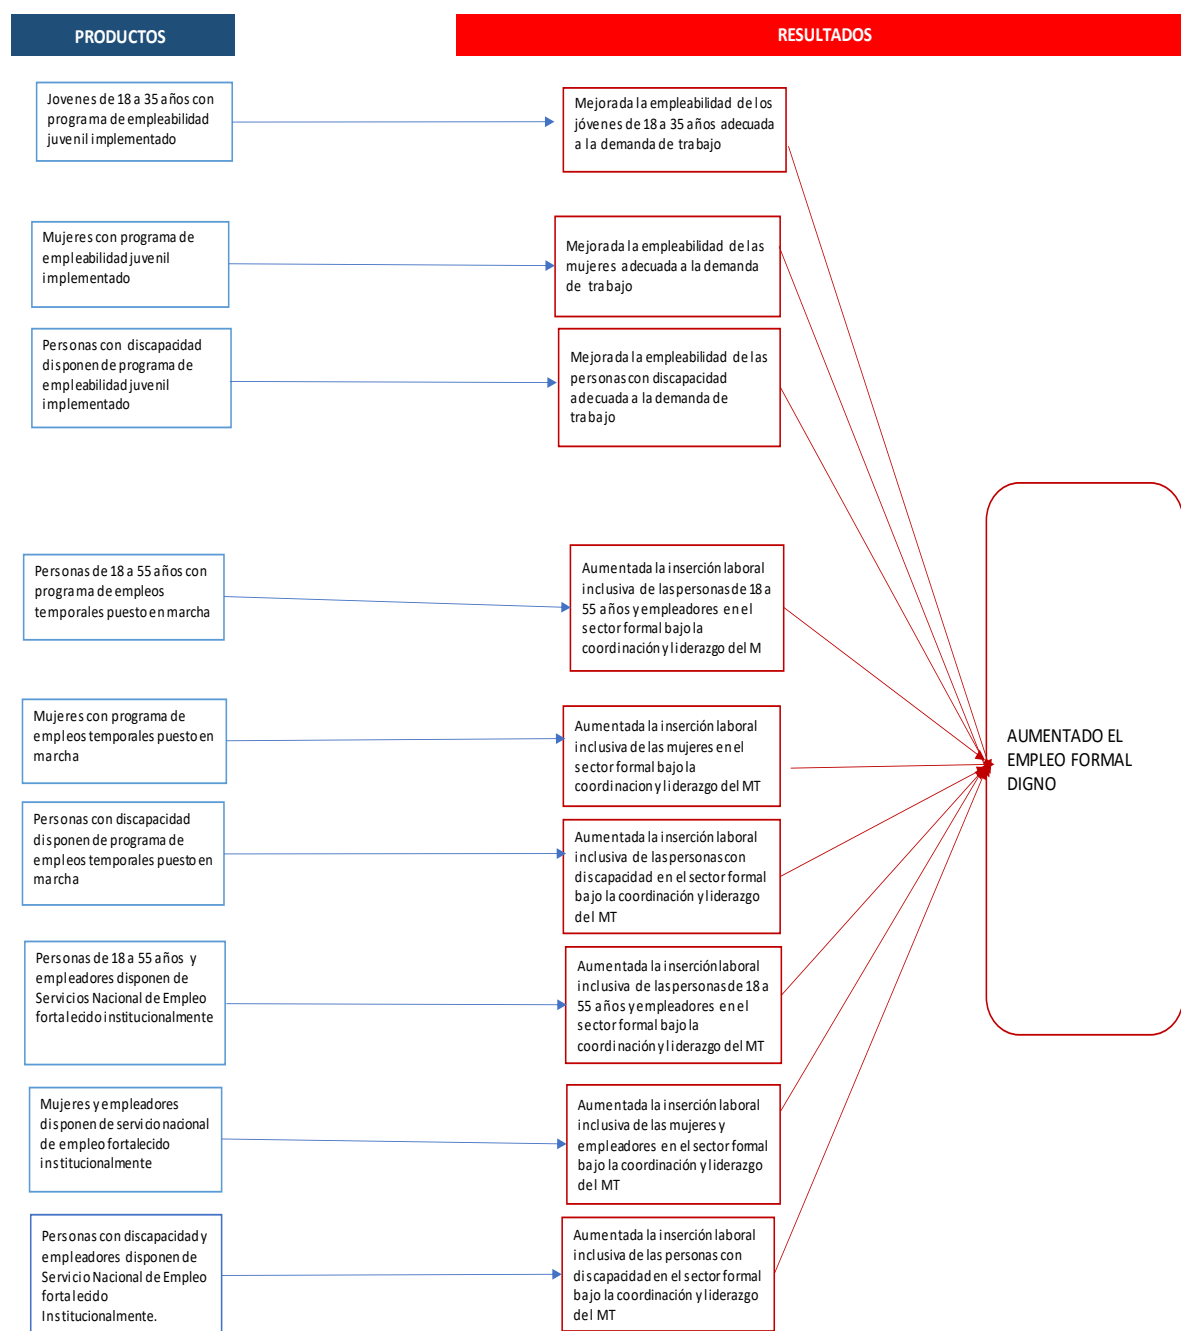 PRODUCTOS
RESULTADOS
Jovenes de 18 a 35 años con
programa de empleabilidad
juvenil implementado
Mejorada la empleabilidad de los
jóvenes de 18 a 35 años adecuada
a la demanda de trabajo
Mujeres con programa de
empleabilidad juvenil
implementado
Mejorada la empleabilidad de las
mujeres adecuada a la demanda
de trabajo
Personas con discapacidad
disponen de programa de
empleabilidad juvenil
implementado
Mejorada la empleabilidad de las
personas con discapacidad
adecuada a la demanda de
trabajo
Personas de 18 a 55 años con
programa de empleos
temporales puesto en marcha
Aumentada la inserción laboral
inclusiva de las personas de 18 a
55 años y empleadores en el
sector formal bajo la
coordinación y liderazgo del M
Mujeres con programa de
empleos temporales puesto en
marcha
Aumentada la inserción laboral
inclusiva de las mujeres en el
sector formal bajo la
coordinacion y liderazgo del MT
AUMENTADO EL
EMPLEO FORMAL
DIGNO
Personas con discapacidad
disponen de programa de
empleos temporales puesto en
marcha
Aumentada la inserción laboral
inclusiva de las personas con
discapacidad en el sector formal
bajo la coordinación y liderazgo
del MT
Personas de 18 a 55 años y
empleadores disponen de
Servicios Nacional de Empleo
fortalecido institucionalmente
Aumentada la inserción laboral
inclusiva de las personas de 18 a
55 años y empleadores en el
sector formal bajo la
coordinación y liderazgo del MT
Mujeres y empleadores
disponen de servicio nacional
de empleo fortalecido
institucionalmente
Aumentada la inserción laboral
inclusiva de las mujeres y
empleadores en el sector formal
bajo la coordinación y liderazgo
del MT
Personas con discapacidad y
empleadores disponen de
Servicio Nacional de Empleo
fortalecido
Institucionalmente.
Aumentada la inserción laboral
inclusiva de las personas con
discapacidad en el sector formal
bajo la coordinación y liderazgo
del MT